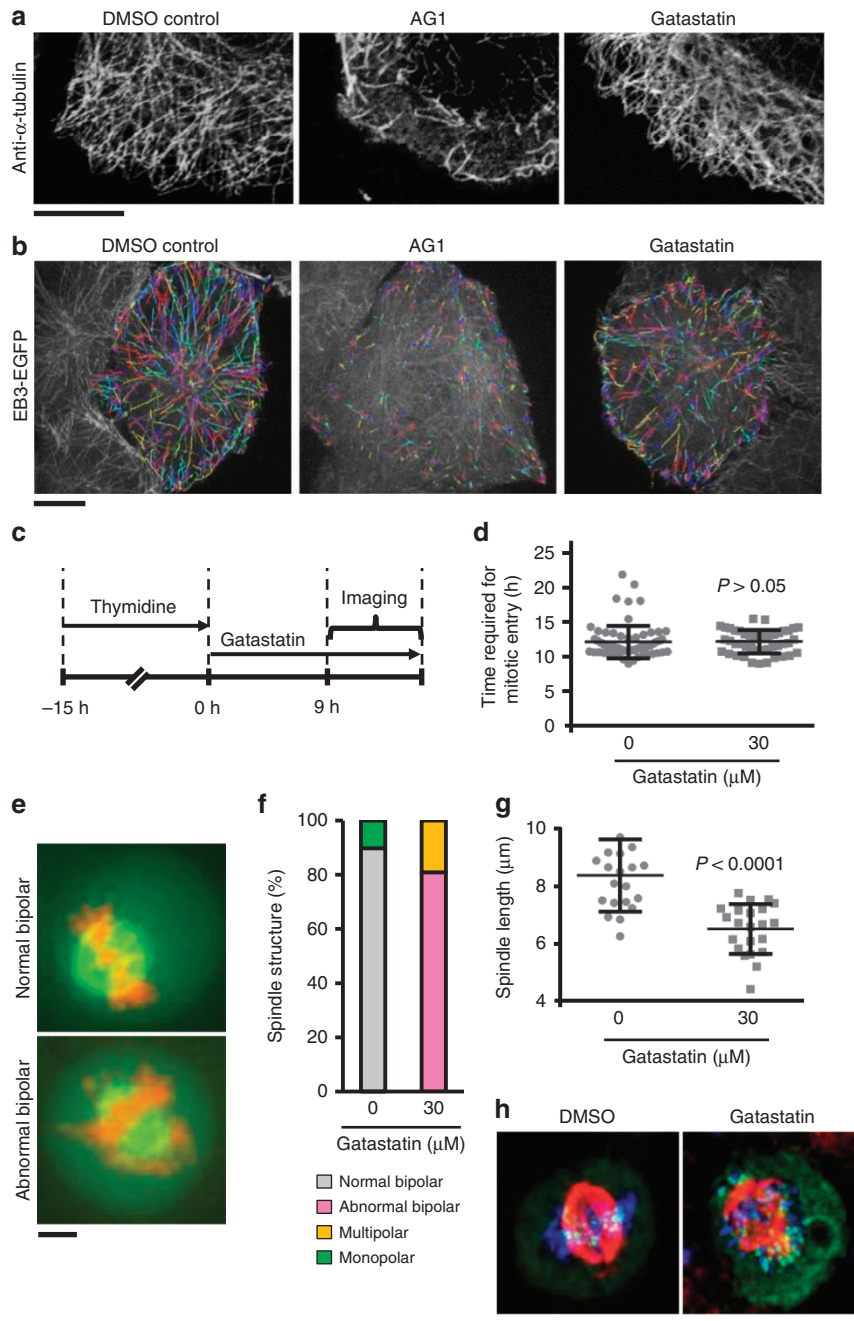 a
DMSO control
AG1
Gatastatin
Anti-α-tubulin
b
DMSO control
AG1
Gatastatin
EB3-EGFP
c
Thymidine
Imaging
Gatastatin
–15 h
0 h
9 h
d
Time required for
mitotic entry (h)
25
20
15
10
5
0
P > 0.05
0
30
Gatastatin (μM)
e
Normal bipolar
Abnormal bipolar
f
Spindle structure (%)
100
80
60
40
20
0
0
30
Gatastatin (μM)
Normal bipolar
Abnormal bipolar
Multipolar
Monopolar
g
Spindle length (μm)
10
8
6
4
P < 0.0001
0
30
Gatastatin (μM)
h
DMSO
Gatastatin